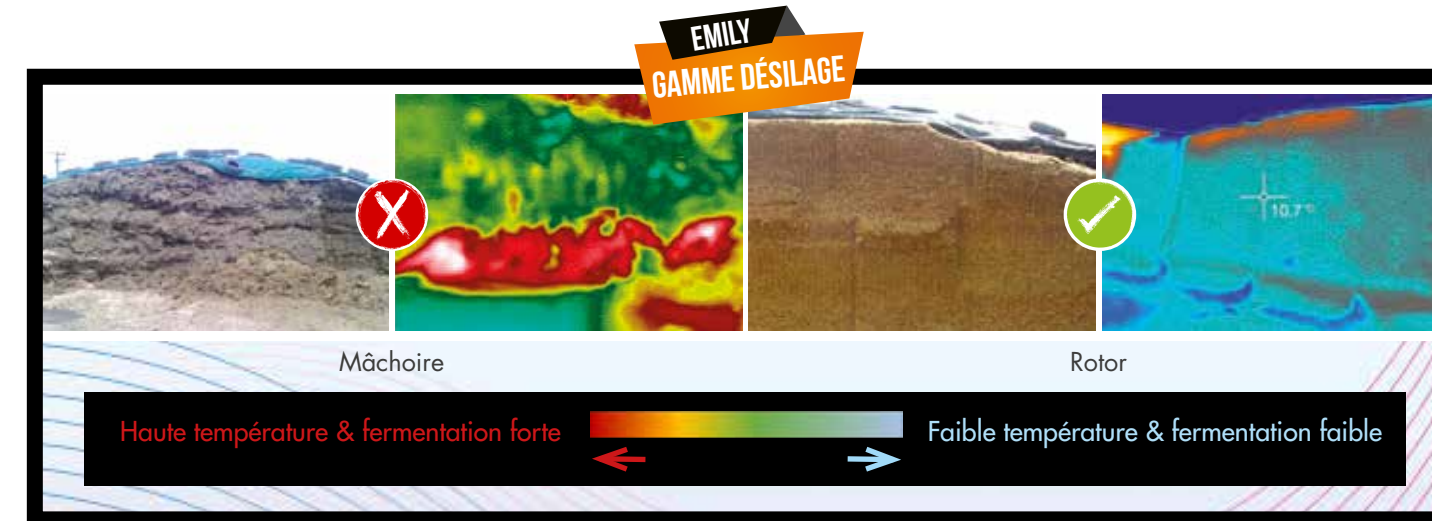 EMILY
GAMME DÉSILAGE
10.7°
Mâchoire
Rotor
Haute température & fermentation forte
Faible température & fermentation faible